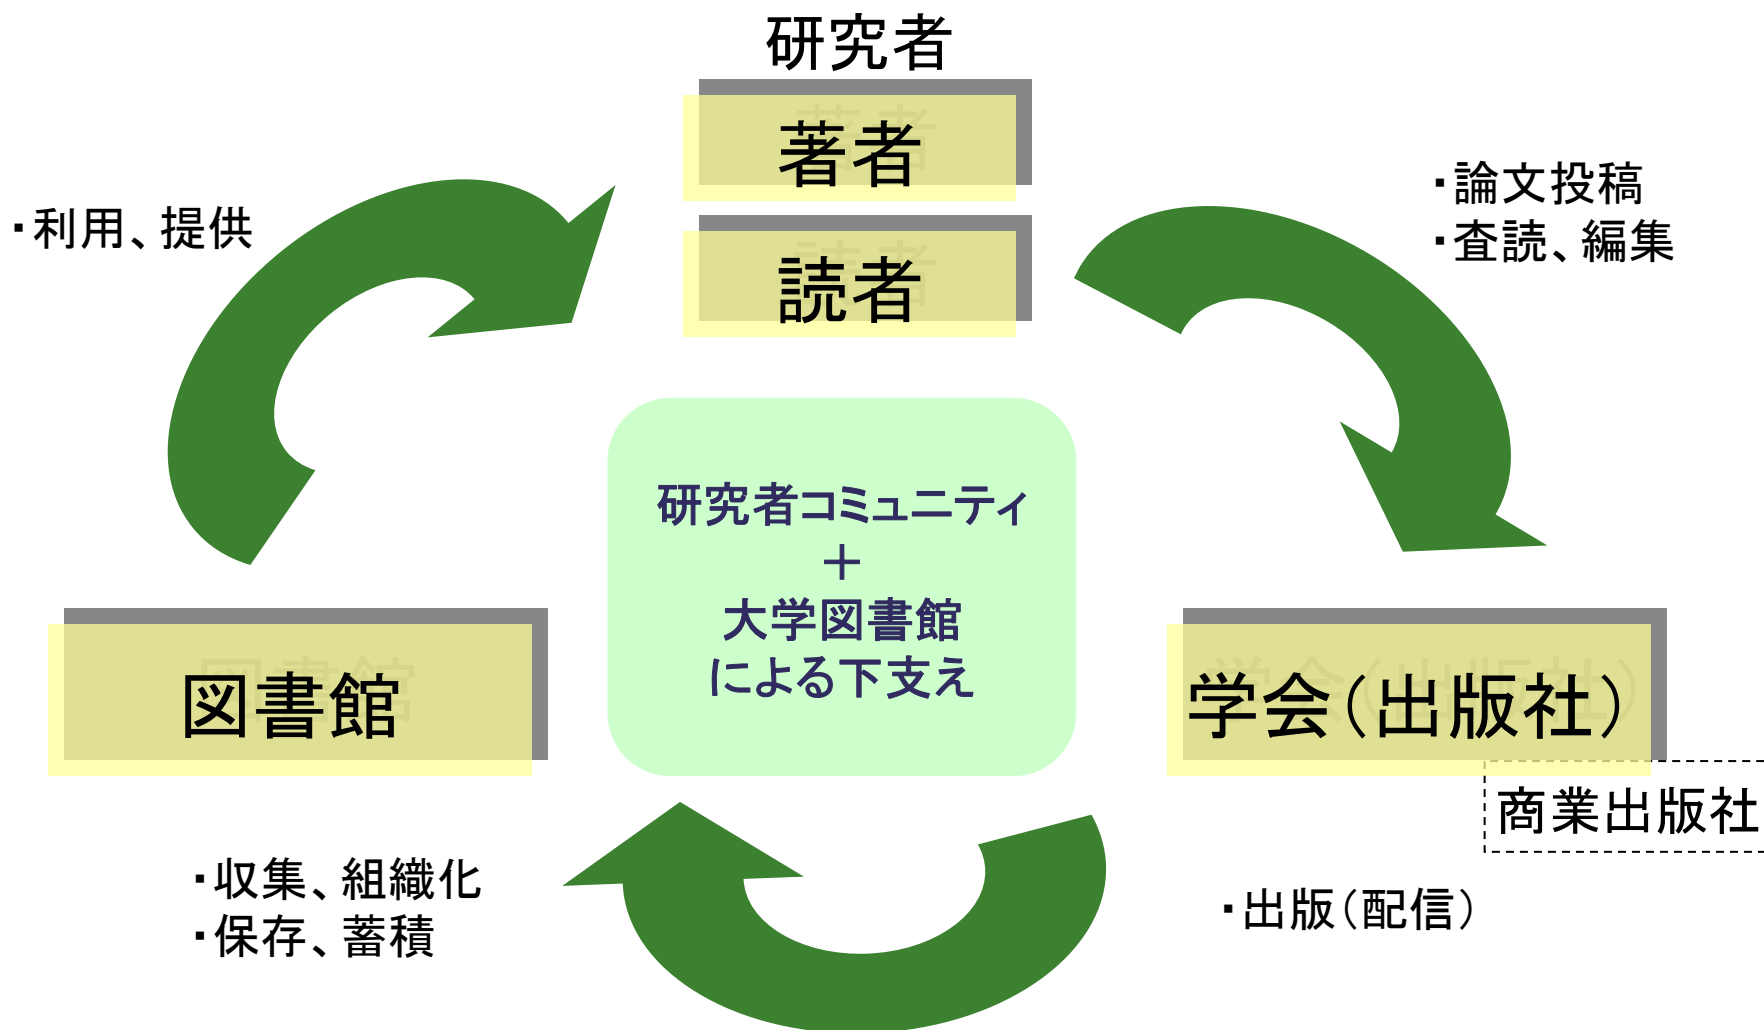 研究者
著者
読者
・論文投稿
・査読、編集
・利用、提供
研究者コミュニティ
＋
大学図書館
による下支え
図書館
学会(出版社)
商業出版社
・収集、組織化
・保存、蓄積
・出版(配信)